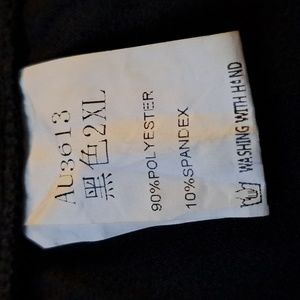 AU3613
黑色2XL
90%POLYESTER
10%SPANDEX
WASHING WITH HAND